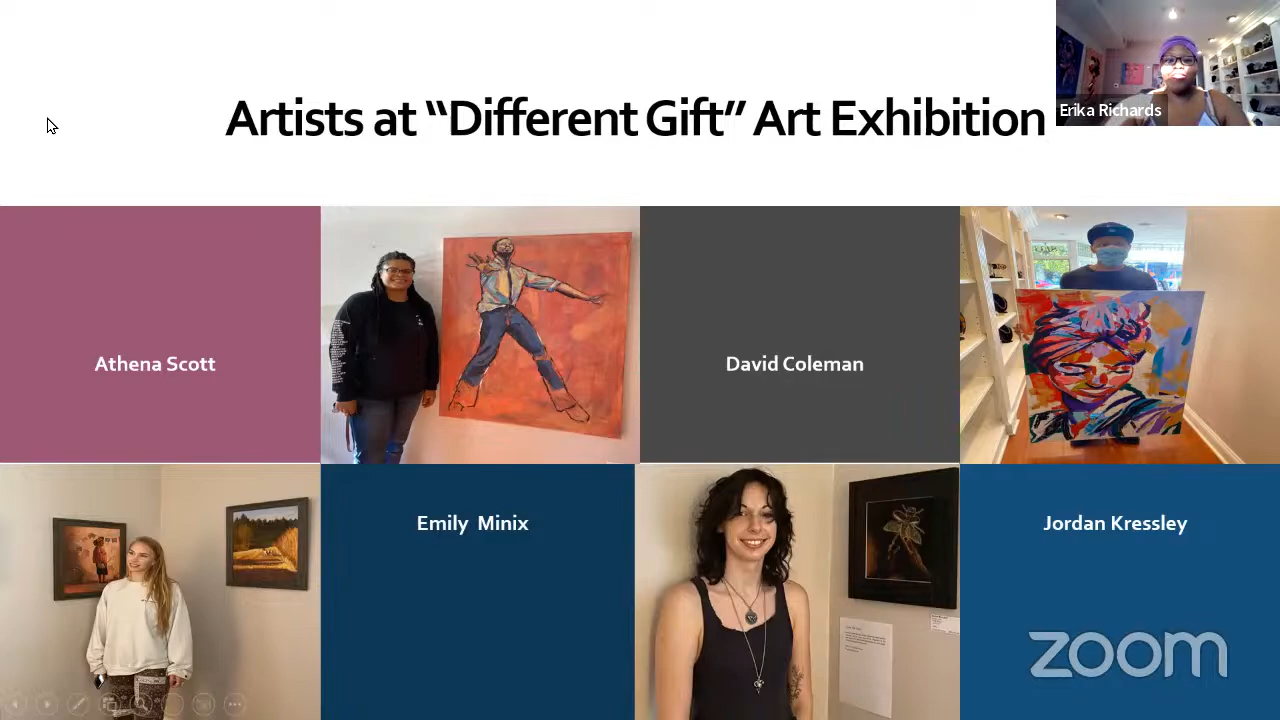 Artists at “Different Gift” Art Exhibition
Erika Richards
Athena Scott
David Coleman
Emily Minix
Jordan Kressley
zoom